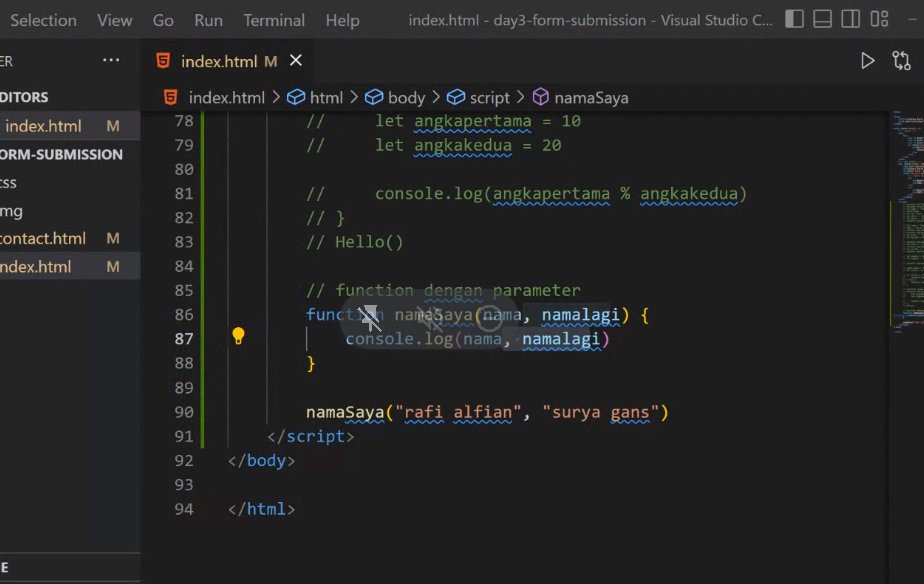 Selection View Go Run Terminal Help index.html - day3-form-submission - Visual Studio C...
ER ...
index.html M
DITORS
index.html M
ORM-SUBMISSION
css
mg
contact.html M
ndex.html M
E
index.html > html > body > script > namaSaya
78 // let angkapertama = 10
79 // let angkakedua = 20
80
81 // console.log(angkapertama % angkakedua)
82 // }
83 // Hello()
84
85 // function dengan parameter
86 function namaSaya(nama, namalagi) {
87 console.log(nama, namalagi)
88 }
89
90 namaSaya("rafi alfian", "surya gans")
91 </script>
92 </body>
93
94 </html>